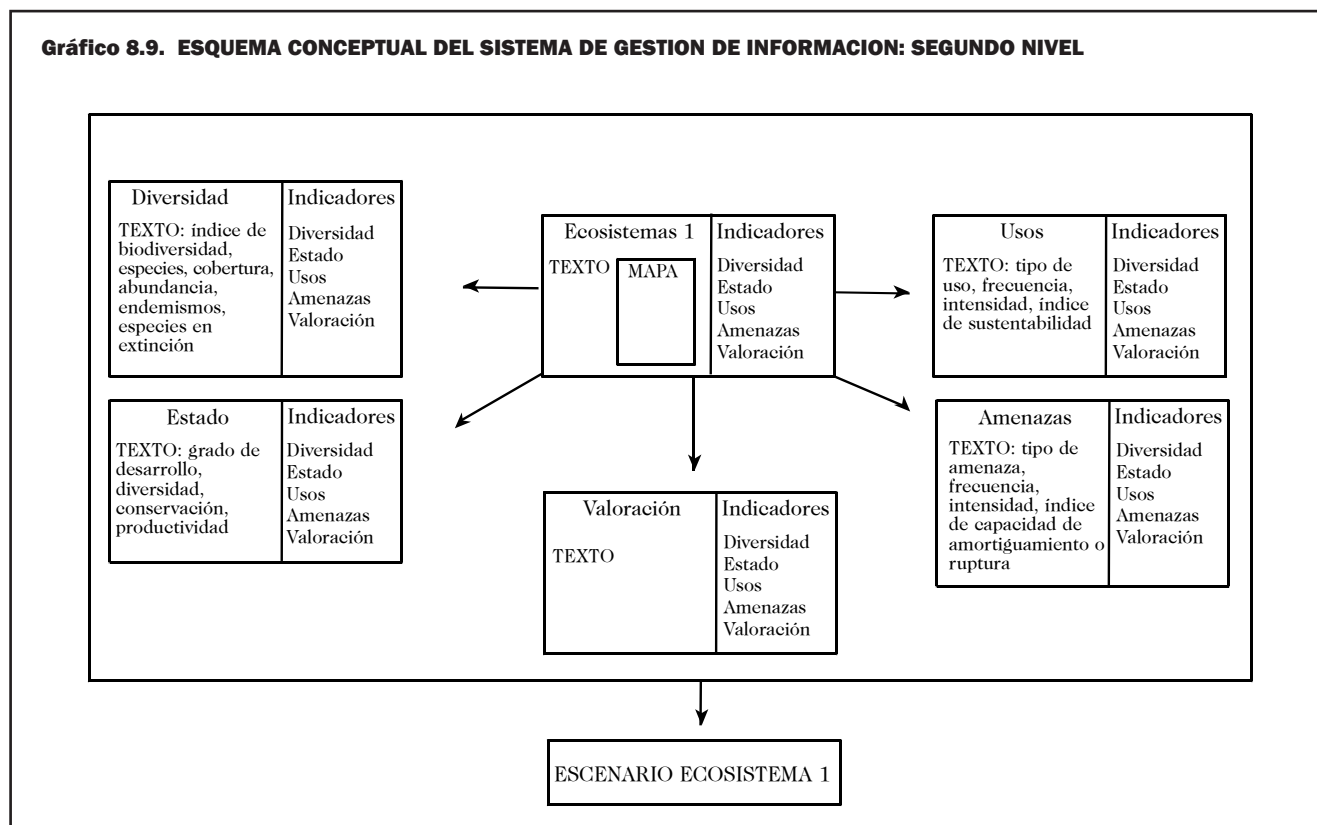 Gráfico 8.9. ESQUEMA CONCEPTUAL DEL SISTEMA DE GESTION DE INFORMACION: SEGUNDO NIVEL
Diversidad
TEXTO: índice de
biodiversidad,
especies, cobertura,
abundancia,
endemismos,
especies en
extinción
Indicadores
Diversidad
Estado
Usos
Amenazas
Valoración
Ecosistemas 1
TEXTO
MAPA
Indicadores
Diversidad
Estado
Usos
Amenazas
Valoración
Usos
TEXTO: tipo de
uso, frecuencia,
intensidad, índice
de sustentabilidad
Indicadores
Diversidad
Estado
Usos
Amenazas
Valoración
Estado
TEXTO: grado de
desarrollo,
diversidad,
conservación,
productividad
Indicadores
Diversidad
Estado
Usos
Amenazas
Valoración
Valoración
TEXTO
Indicadores
Diversidad
Estado
Usos
Amenazas
Valoración
Amenazas
TEXTO: tipo de
amenaza,
frecuencia,
intensidad, índice
de capacidad de
amortiguamiento o
ruptura
Indicadores
Diversidad
Estado
Usos
Amenazas
Valoración
ESCENARIO ECOSISTEMA 1